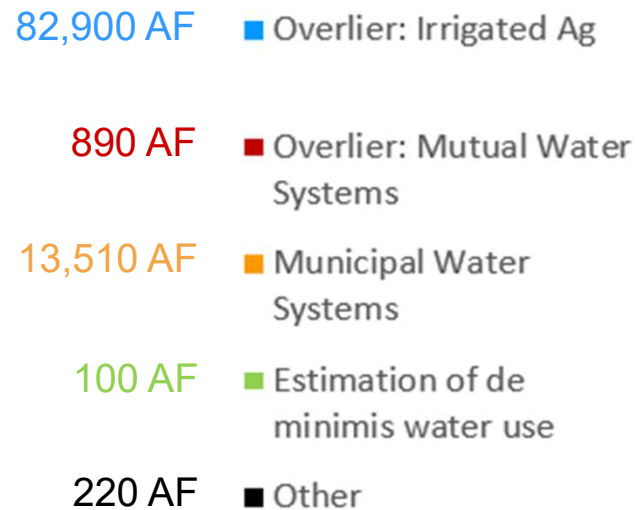 82,900 AF Overlier: Irrigated Ag
890 AF Overlier: Mutual Water
Systems
13,510 AF Municipal Water
Systems
100 AF Estimation of de
minimis water use
220 AF Other